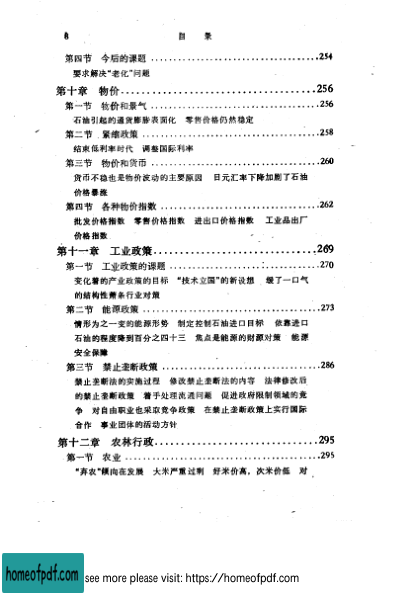 8 目 录
第四节 今后的课题 ……………………………… 254
要求解决“老化”问题
第十章 物价 ……………………………… 256
第一节 物价和景气 ……………………………… 256
石油引起的通货膨胀表面化 零售价格仍然稳定
第二节 紧缩政策 ……………………………… 258
结束低利率时代 调整国际利率
第三节 物价和货币 ……………………………… 260
货币不稳也是物价波动的主要原因 日元汇率下降加剧了石油
价格暴涨
第四节 各种物价指数 ……………………………… 262
批发价格指数 零售价格指数 进出口价格指数 工业品出厂
价格指数
第十一章 工业政策 ……………………………… 269
第一节 工业政策的课题 ……………………………… 270
变化着的产业政策的目标 “技术立国”的新设想 缓了一口气
的结构性萧条行业对策
第二节 能源政策 ……………………………… 273
情形为之一变的能源形势 制定控制石油进口目标 依靠进口
石油的程度降到百分之四十三 焦点是能源的财源对策 能源
安全保障
第三节 禁止垄断政策 ……………………………… 286
禁止垄断法的实施过程 修改禁止垄断法的内容 法律修改后
的禁止垄断政策 着手处理流通问题 促进政府限制领域的竞
争 对自由职业也采取竞争政策 在禁止垄断政策上实行国际
合作 事业团体的活动方针
第十二章 农林行政 ……………………………… 295
第一节 农业 ……………………………… 295
“弃农”倾向在发展 大米严重过剩 好米价高，次米价低 对
homeofpdf.com
see more please visit: https://homeofpdf.com